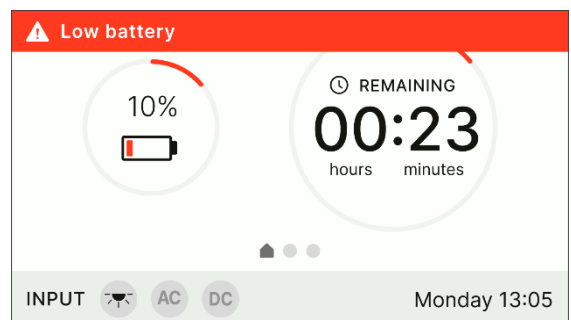 Low battery
10%
REMAINING
00:23
hours minutes
INPUT AC DC
Monday 13:05